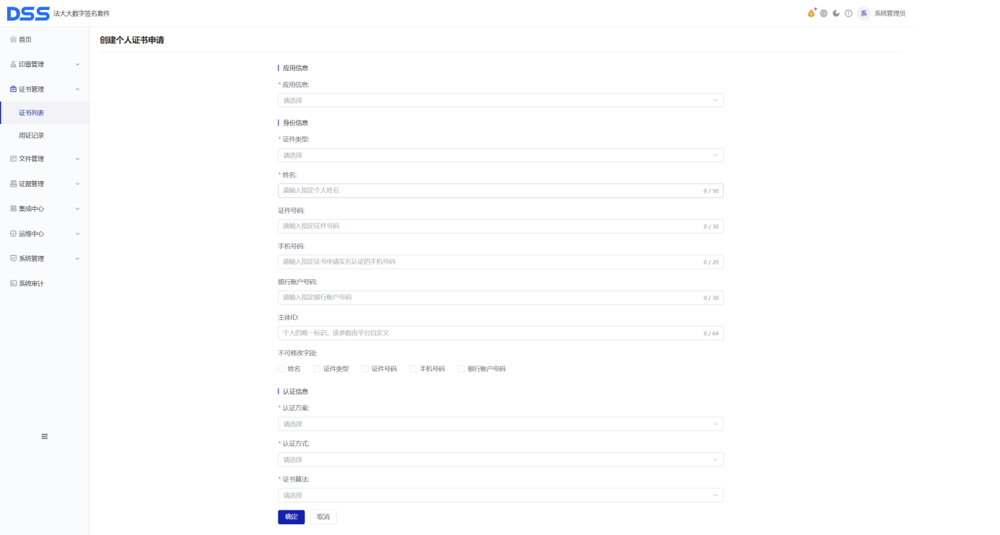 DSS 法大大数字签名套件
系 系统管理员
首页
印章管理
证书管理
证书列表
用证记录
文件管理
证据管理
集成中心
运维中心
系统管理
系统审计
创建个人证书申请
应用信息
* 应用信息:
请选择
身份信息
* 证件类型:
请选择
* 姓名:
请输入指定个人姓名 0 / 50
证件号码:
请输入指定证件号码 0 / 30
手机号码:
请输入指定证书申请实名认证的手机号码 0 / 20
银行账户号码:
请输入指定银行账户号码 0 / 30
主体ID:
个人的唯一标识，该参数由平台自定义 0 / 64
不可修改字段:
姓名 证件类型 证件号码 手机号码 银行账户号码
认证信息
* 认证方案:
请选择
* 认证方式:
请选择
* 证书算法:
请选择
确定 取消